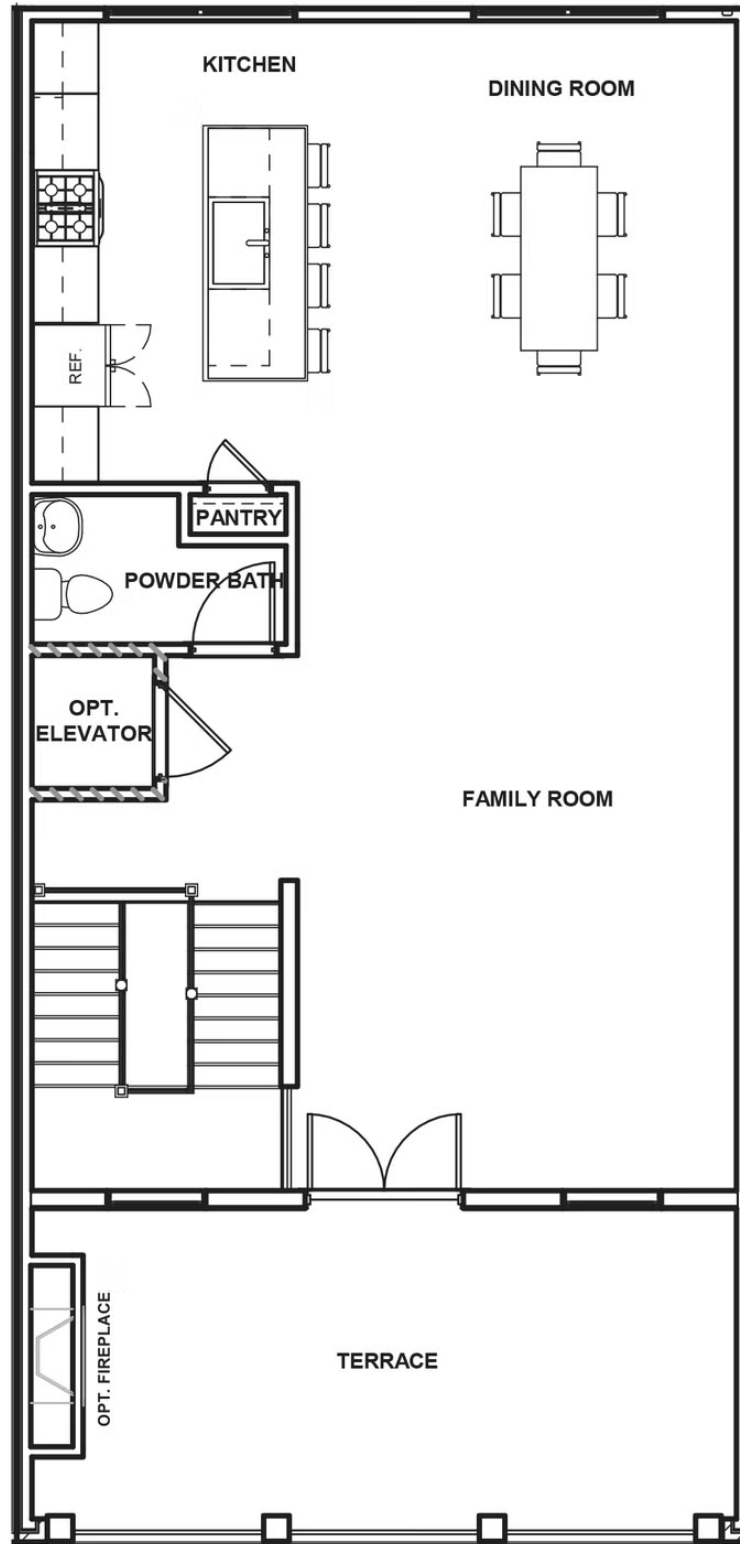 KITCHEN
DINING ROOM
REF.
PANTRY
POWDER BATH
OPT.
ELEVATOR
FAMILY ROOM
OPT. FIREPLACE
TERRACE